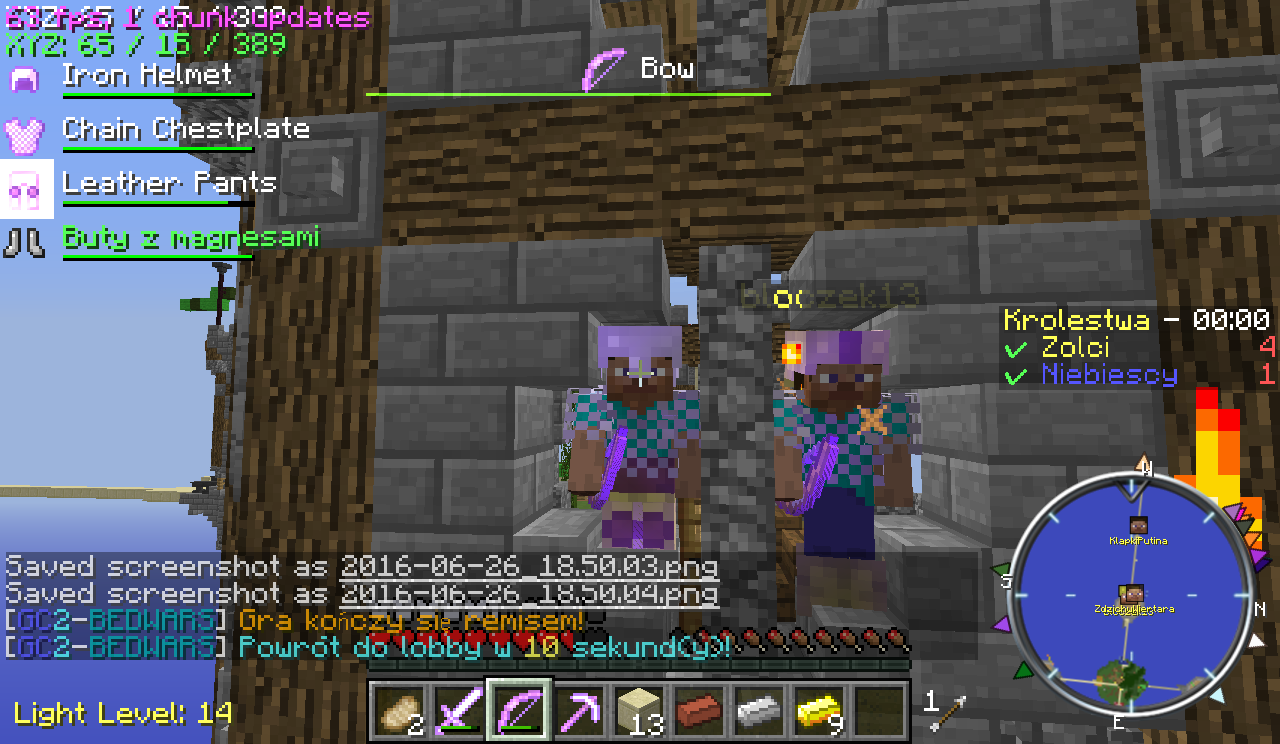 XYZ: 65 / 15 / 389
Iron Helmet
Bow
Chain Chestplate
Leather Pants
Buty z magnesami
Krolestwa - 00:00
Zolci 4
Niebiescy 1
KlapkiPutina
W
S
N
E
Saved screenshot as 2016-06-26_18.50.03.png
Saved screenshot as 2016-06-26_18.50.04.png
[GC2-BEDWARS] Gra kończy się remisem!
[GC2-BEDWARS] Powrót do lobby w 10 sekund(y)!
Light Level: 14
2
13
9
1